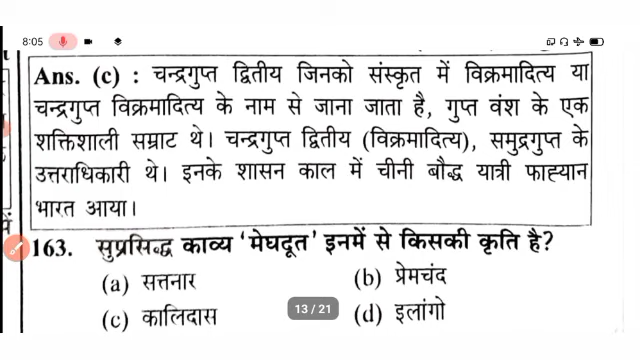 8:05
Ans. (c) : चन्द्रगुप्त द्वितीय जिनको संस्कृत में विक्रमादित्य या
चन्द्रगुप्त विक्रमादित्य के नाम से जाना जाता है, गुप्त वंश के एक
शक्तिशाली सम्राट थे। चन्द्रगुप्त द्वितीय (विक्रमादित्य), समुद्रगुप्त के
उत्तराधिकारी थे। इनके शासन काल में चीनी बौद्ध यात्री फाह्यान
भारत आया।
163. सुप्रसिद्ध काव्य 'मेघदूत' इनमें से किसकी कृति है?
(a) सत्तनार (b) प्रेमचंद
(c) कालिदास 13 / 21 (d) इलांगो